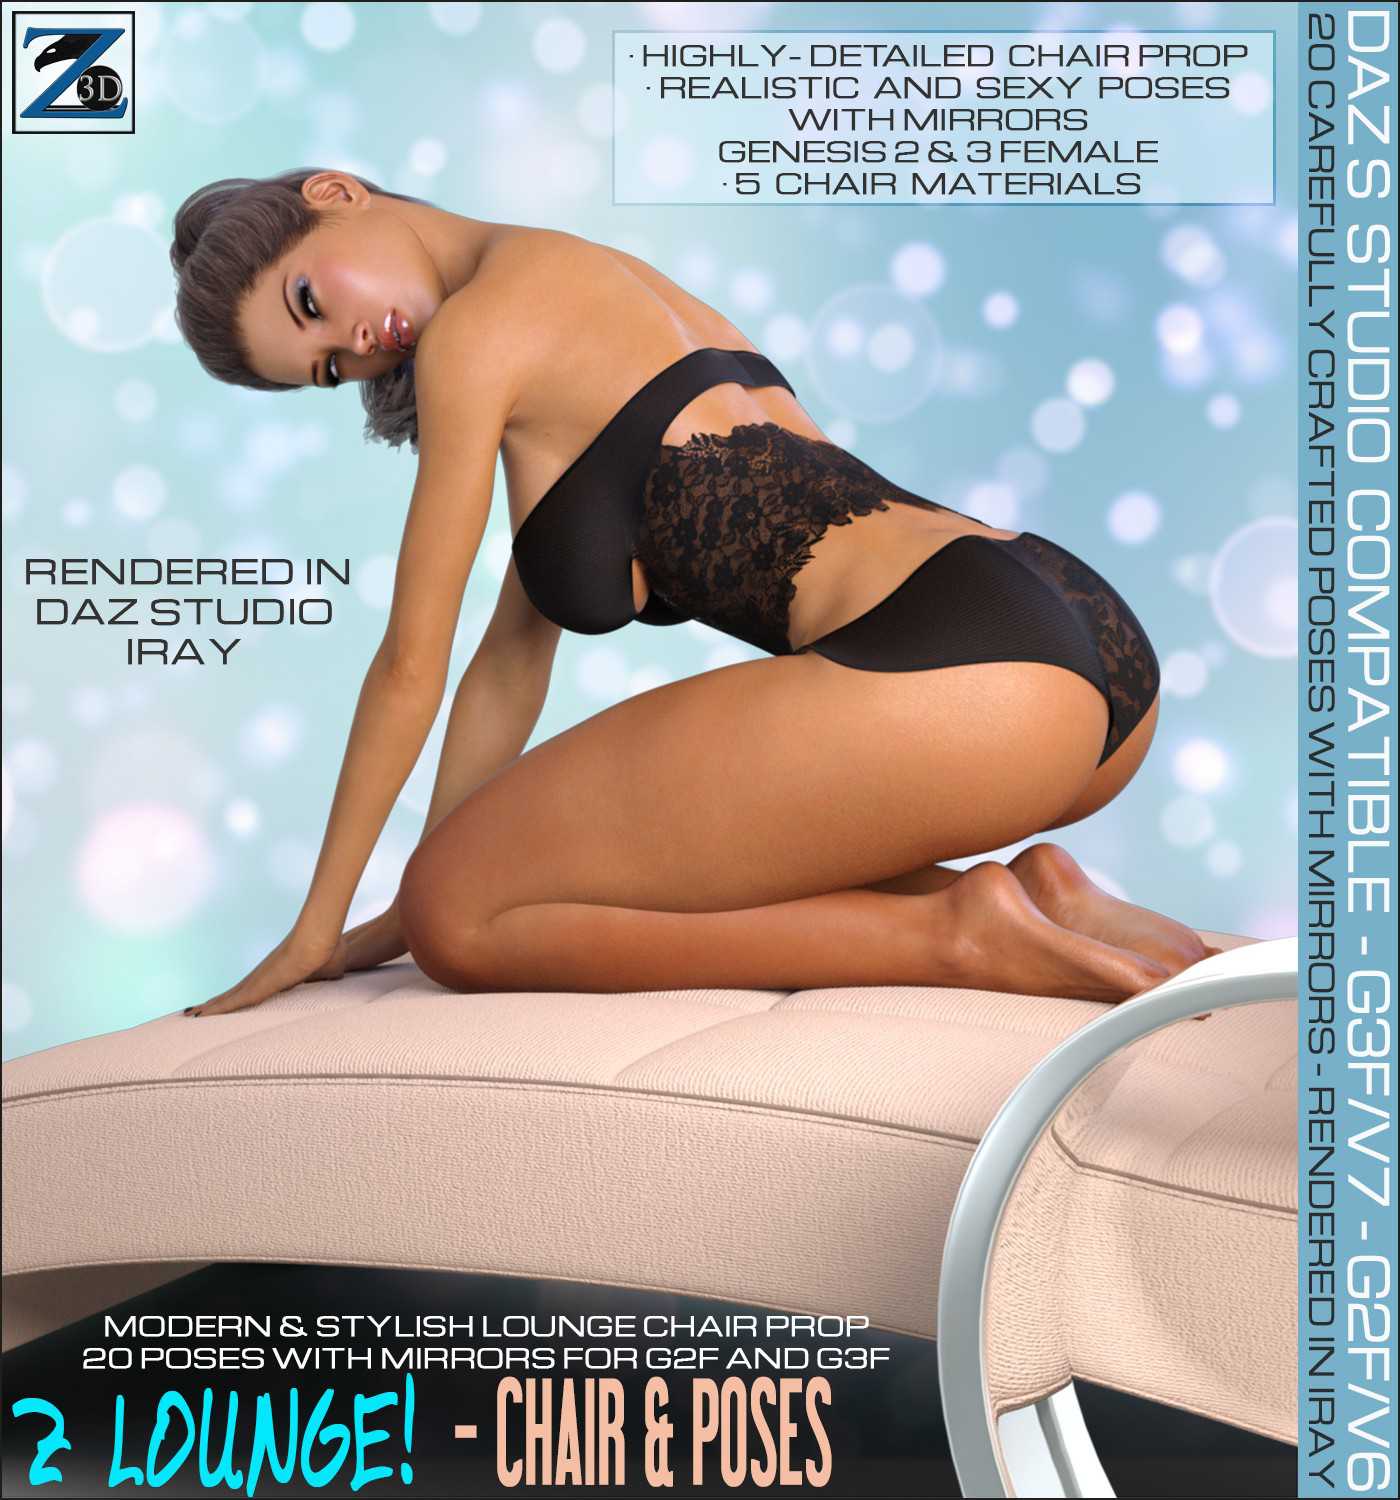 Z
3D
· HIGHLY- DETAILED CHAIR PROP
· REALISTIC AND SEXY POSES
WITH MIRRORS
GENESIS 2 & 3 FEMALE
· 5 CHAIR MATERIALS
RENDERED IN
DAZ STUDIO
IRAY
DAZ STUDIO COMPATIBLE - G3F/V7 - G2F/V6
20 CAREFULLY CRAFTED POSES WITH MIRRORS - RENDERED IN IRAY
MODERN & STYLISH LOUNGE CHAIR PROP
20 POSES WITH MIRRORS FOR G2F AND G3F
Z LOUNGE! - CHAIR & POSES